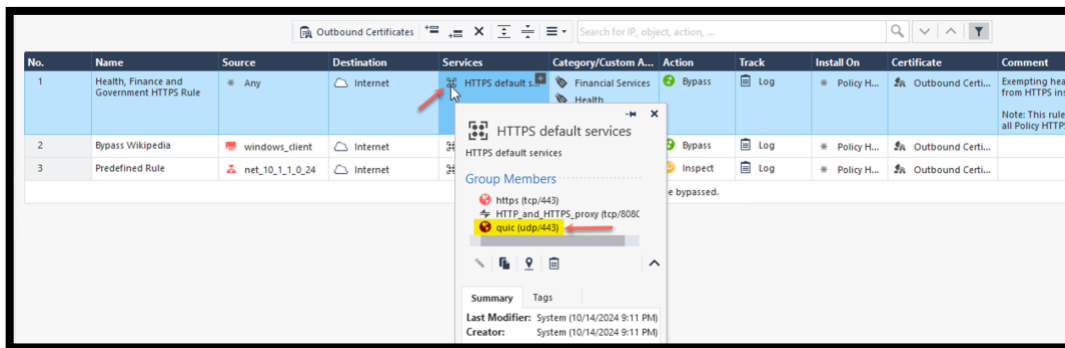 Outbound Certificates
Search for IP, object, action, ...
No. Name Source Destination Services Category/Custom A... Action Track Install On Certificate Comment
1 Health, Finance and Government HTTPS Rule Any Internet HTTPS default s... Financial Services Bypass Log Policy H... Outbound Certi... Exempting hea
Health from HTTPS ins
Note: This rule
all Policy HTTP
2 Bypass Wikipedia windows_client Internet Bypass Log Policy H... Outbound Certi...
3 Predefined Rule net_10_1_1_0_24 Internet Inspect Log Policy H... Outbound Certi...
e bypassed.
HTTPS default services
HTTPS default services
Group Members
https (tcp/443)
HTTP_and_HTTPS_proxy (tcp/8080
quic (udp/443)
Summary Tags
Last Modifier: System (10/14/2024 9:11 PM)
Creator: System (10/14/2024 9:11 PM)